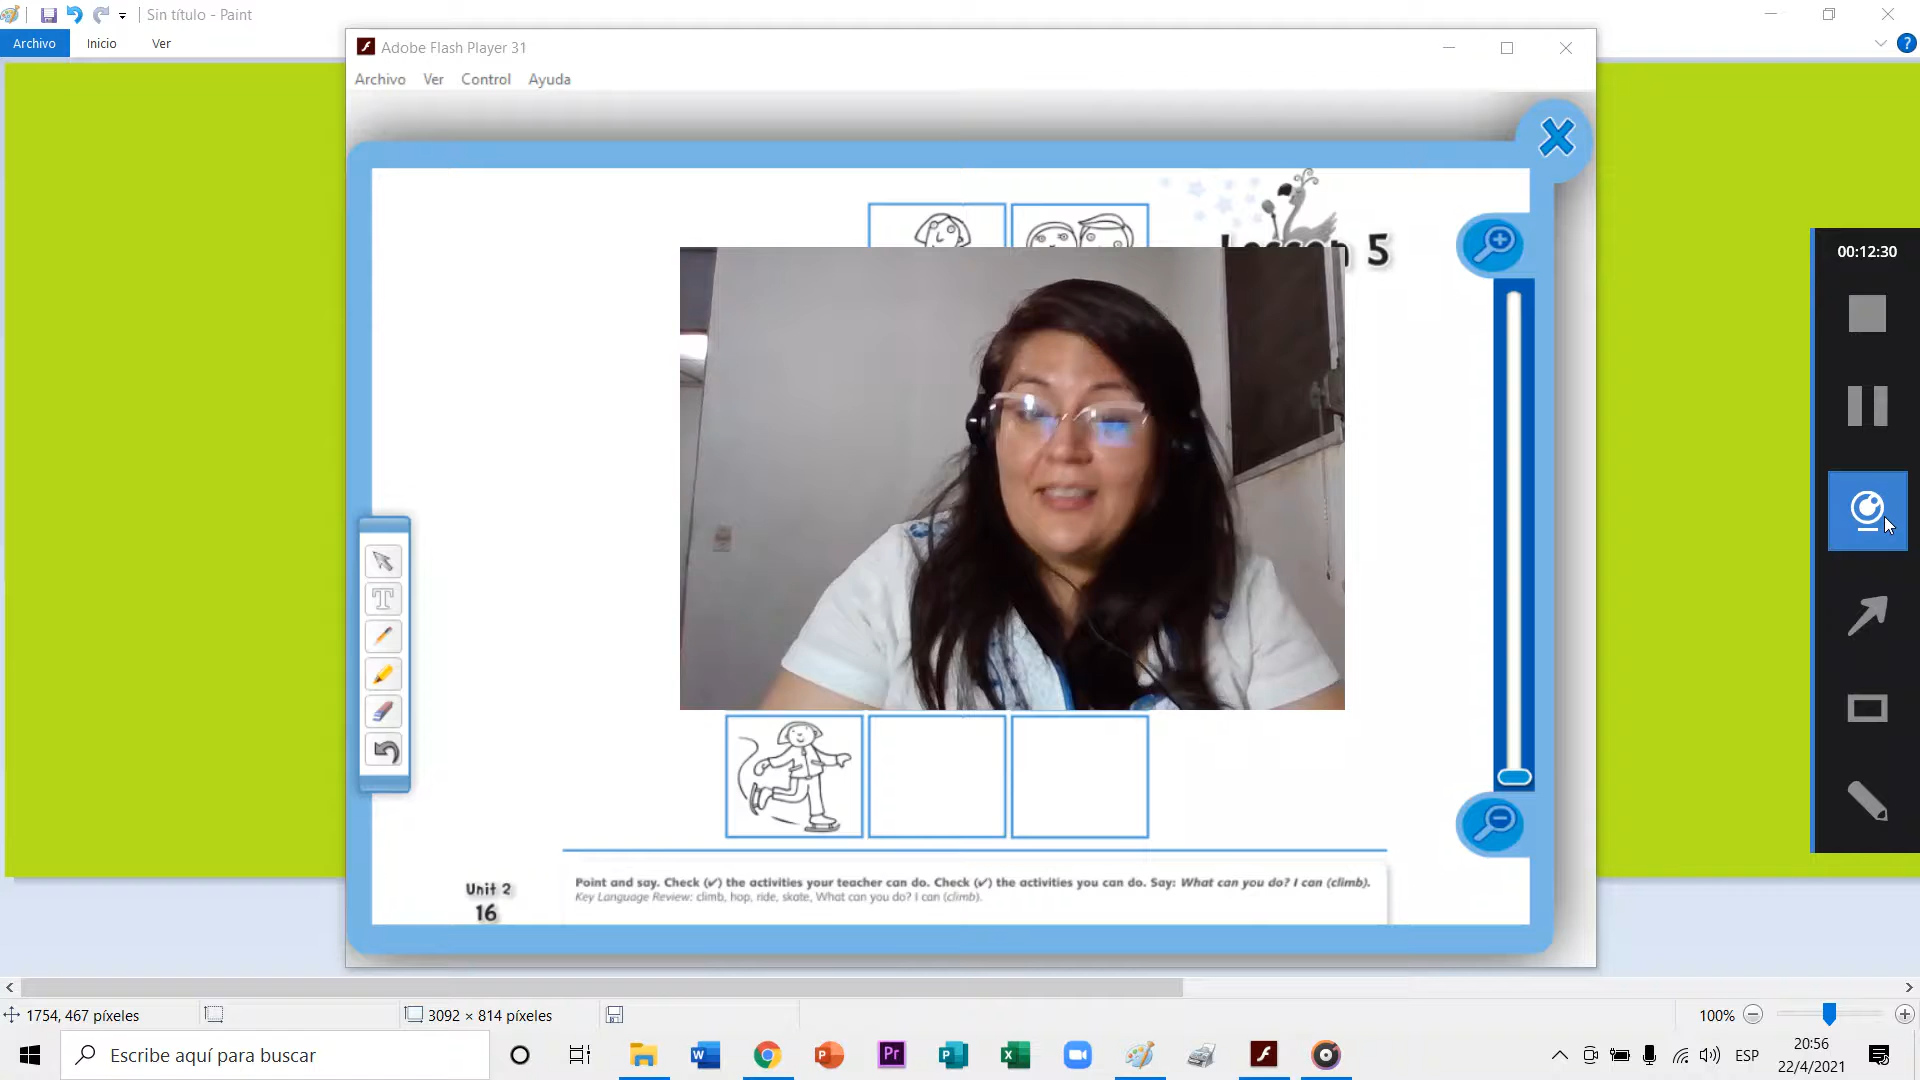 Sin título - Paint
Archivo
Inicio
Ver
Adobe Flash Player 31
Archivo
Ver
Control
Ayuda
5
00:12:30
T
Unit 2
16
Point and say. Check (✔) the activities your teacher can do. Check (✔) the activities you can do. Say: What can you do? I can (climb).
Key Language Review: climb, hop, ride, skate, What can you do? I can (climb).
1754, 467 píxeles
3092 × 814 píxeles
100%
Escribe aquí para buscar
ESP
20:56
22/4/2021